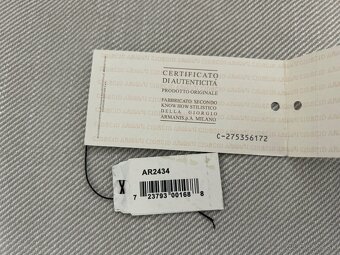 CERTIFICATO
DI AUTENTICITÀ
PRODOTTO ORIGINALE
FABBRICATO SECONDO
KNOW HOW STILISTICO
DELLA GIORGIO
ARMANI S.P.A. MILANO
C-275356172
AR2434
X
7 23793 00168 8